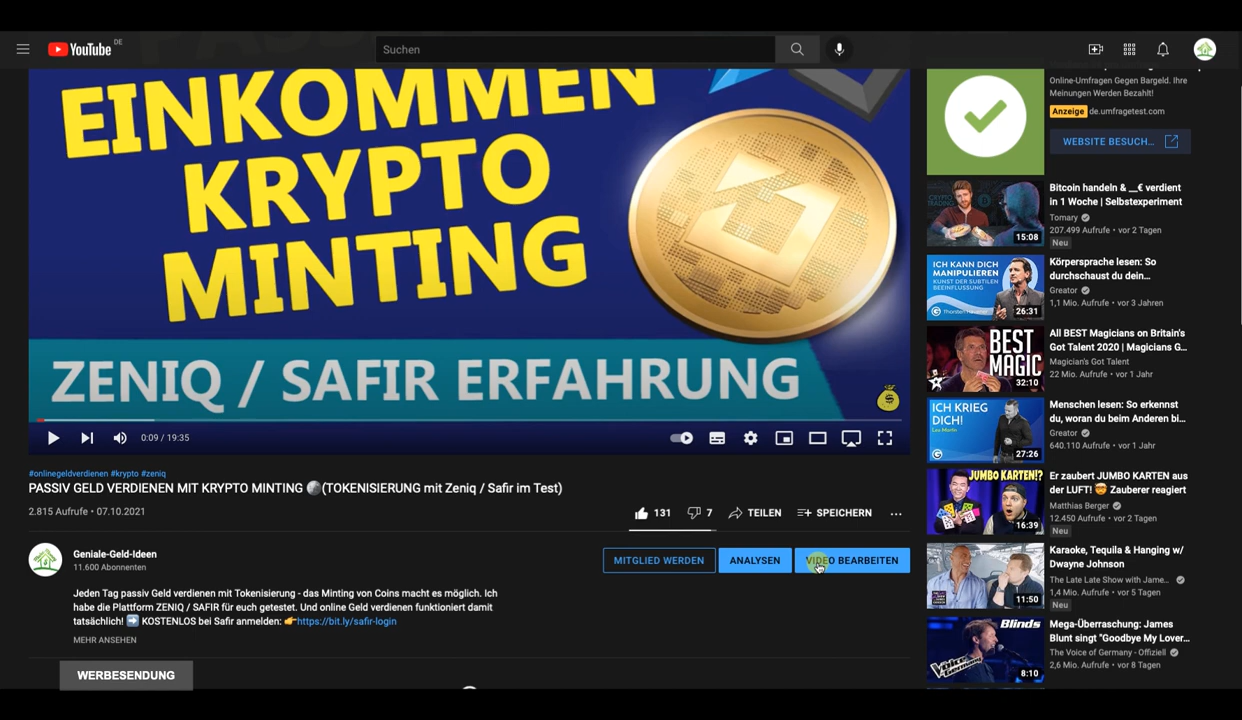 YouTube DE
Suchen
EINKOMMEN
KRYPTO
MINTING
ZENIQ / SAFIR ERFAHRUNG
0:09 / 19:35
#onlinegeldverdienen #krypto #zeniq
PASSIV GELD VERDIENEN MIT KRYPTO MINTING 🪙(TOKENISIERUNG mit Zeniq / Safir im Test)
2.815 Aufrufe • 07.10.2021
131
7
TEILEN
SPEICHERN
Geniale-Geld-Ideen
11.600 Abonnenten
MITGLIED WERDEN
ANALYSEN
VIDEO BEARBEITEN
Jeden Tag passiv Geld verdienen mit Tokenisierung - das Minting von Coins macht es möglich. Ich
habe die Plattform ZENIQ / SAFIR für euch getestet. Und online Geld verdienen funktioniert damit
tatsächlich! ➡️ KOSTENLOS bei Safir anmelden: 👉https://bit.ly/safir-login
MEHR ANSEHEN
WERBESENDUNG
Online-Umfragen Gegen Bargeld. Ihre
Meinungen Werden Bezahlt!
Anzeige de.umfragetest.com
WEBSITE BESUCH...
CRYPTO
TRADING
15:08
Bitcoin handeln & __€ verdient
in 1 Woche | Selbstexperiment
Tomary
207.499 Aufrufe • vor 2 Tagen
Neu
ICH KANN DICH
MANIPULIEREN
KUNST DER SUBTILEN
BEEINFLUSSUNG
26:31
Körpersprache lesen: So
durchschaust du dein...
Greator
1,1 Mio. Aufrufe • vor 3 Jahren
BEST
MAGIC
32:10
All BEST Magicians on Britain's
Got Talent 2020 | Magicians G...
Magician's Got Talent
22 Mio. Aufrufe • vor 1 Jahr
ICH KRIEG
DICH!
27:26
Menschen lesen: So erkennst
du, woran du beim Anderen bi...
Greator
640.110 Aufrufe • vor 1 Jahr
JUMBO KARTEN!?
16:39
Er zaubert JUMBO KARTEN aus
der LUFT! 🤯 Zauberer reagiert
Matthias Berger
12.450 Aufrufe • vor 2 Tagen
Neu
11:50
Karaoke, Tequila & Hanging w/
Dwayne Johnson
The Late Late Show with Jame...
1,4 Mio. Aufrufe • vor 5 Tagen
Neu
Blinds
8:10
Mega-Überraschung: James
Blunt singt "Goodbye My Lover...
The Voice of Germany - Offiziell
2,6 Mio. Aufrufe • vor 8 Tagen